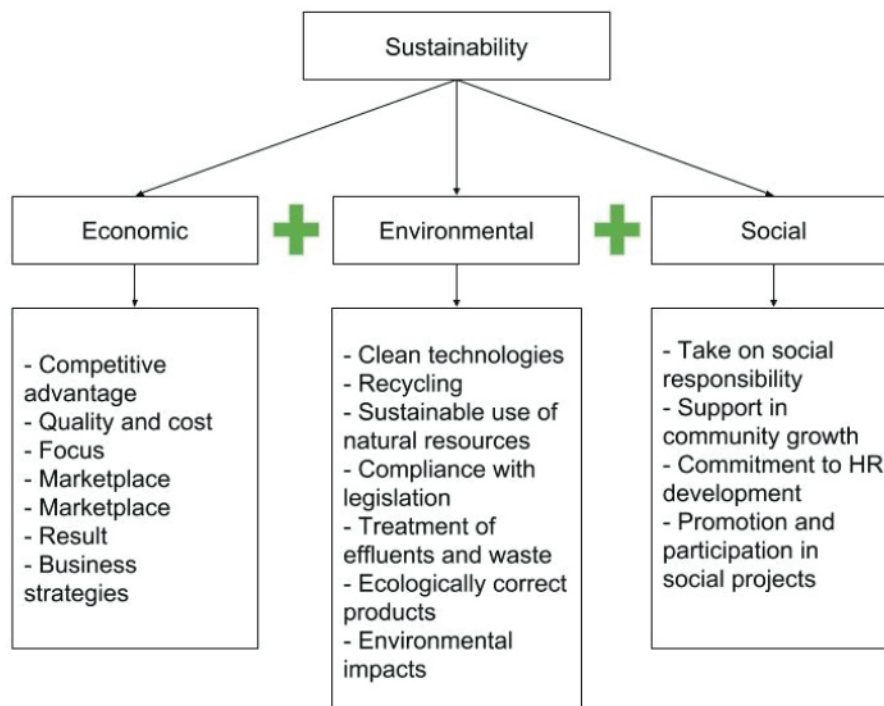 Sustainability
Economic
Environmental
Social
- Competitive
advantage
- Quality and cost
- Focus
- Marketplace
- Marketplace
- Result
- Business
strategies
- Clean technologies
- Recycling
- Sustainable use of
natural resources
- Compliance with
legislation
- Treatment of
effluents and waste
- Ecologically correct
products
- Environmental
impacts
- Take on social
responsibility
- Support in
community growth
- Commitment to HR
development
- Promotion and
participation in
social projects